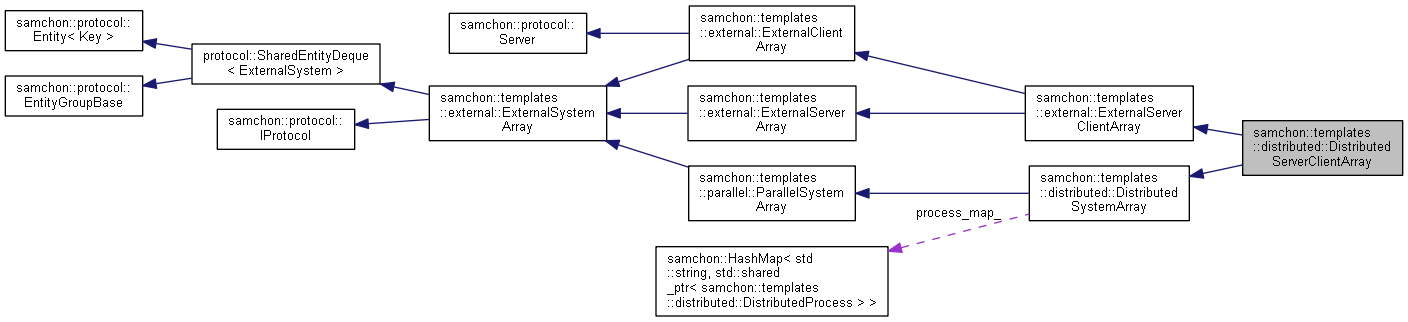 samchon::protocol::
Entity< Key >
samchon::protocol::
EntityGroupBase
protocol::SharedEntityDeque
< ExternalSystem >
samchon::protocol::
IProtocol
samchon::protocol::
Server
samchon::templates
::external::ExternalSystem
Array
samchon::templates
::external::ExternalClient
Array
samchon::templates
::external::ExternalServer
Array
samchon::templates
::parallel::ParallelSystem
Array
samchon::HashMap< std
::string, std::shared
_ptr< samchon::templates
::distributed::DistributedProcess > >
process_map_
samchon::templates
::external::ExternalServer
ClientArray
samchon::templates
::distributed::Distributed
SystemArray
samchon::templates
::distributed::Distributed
ServerClientArray